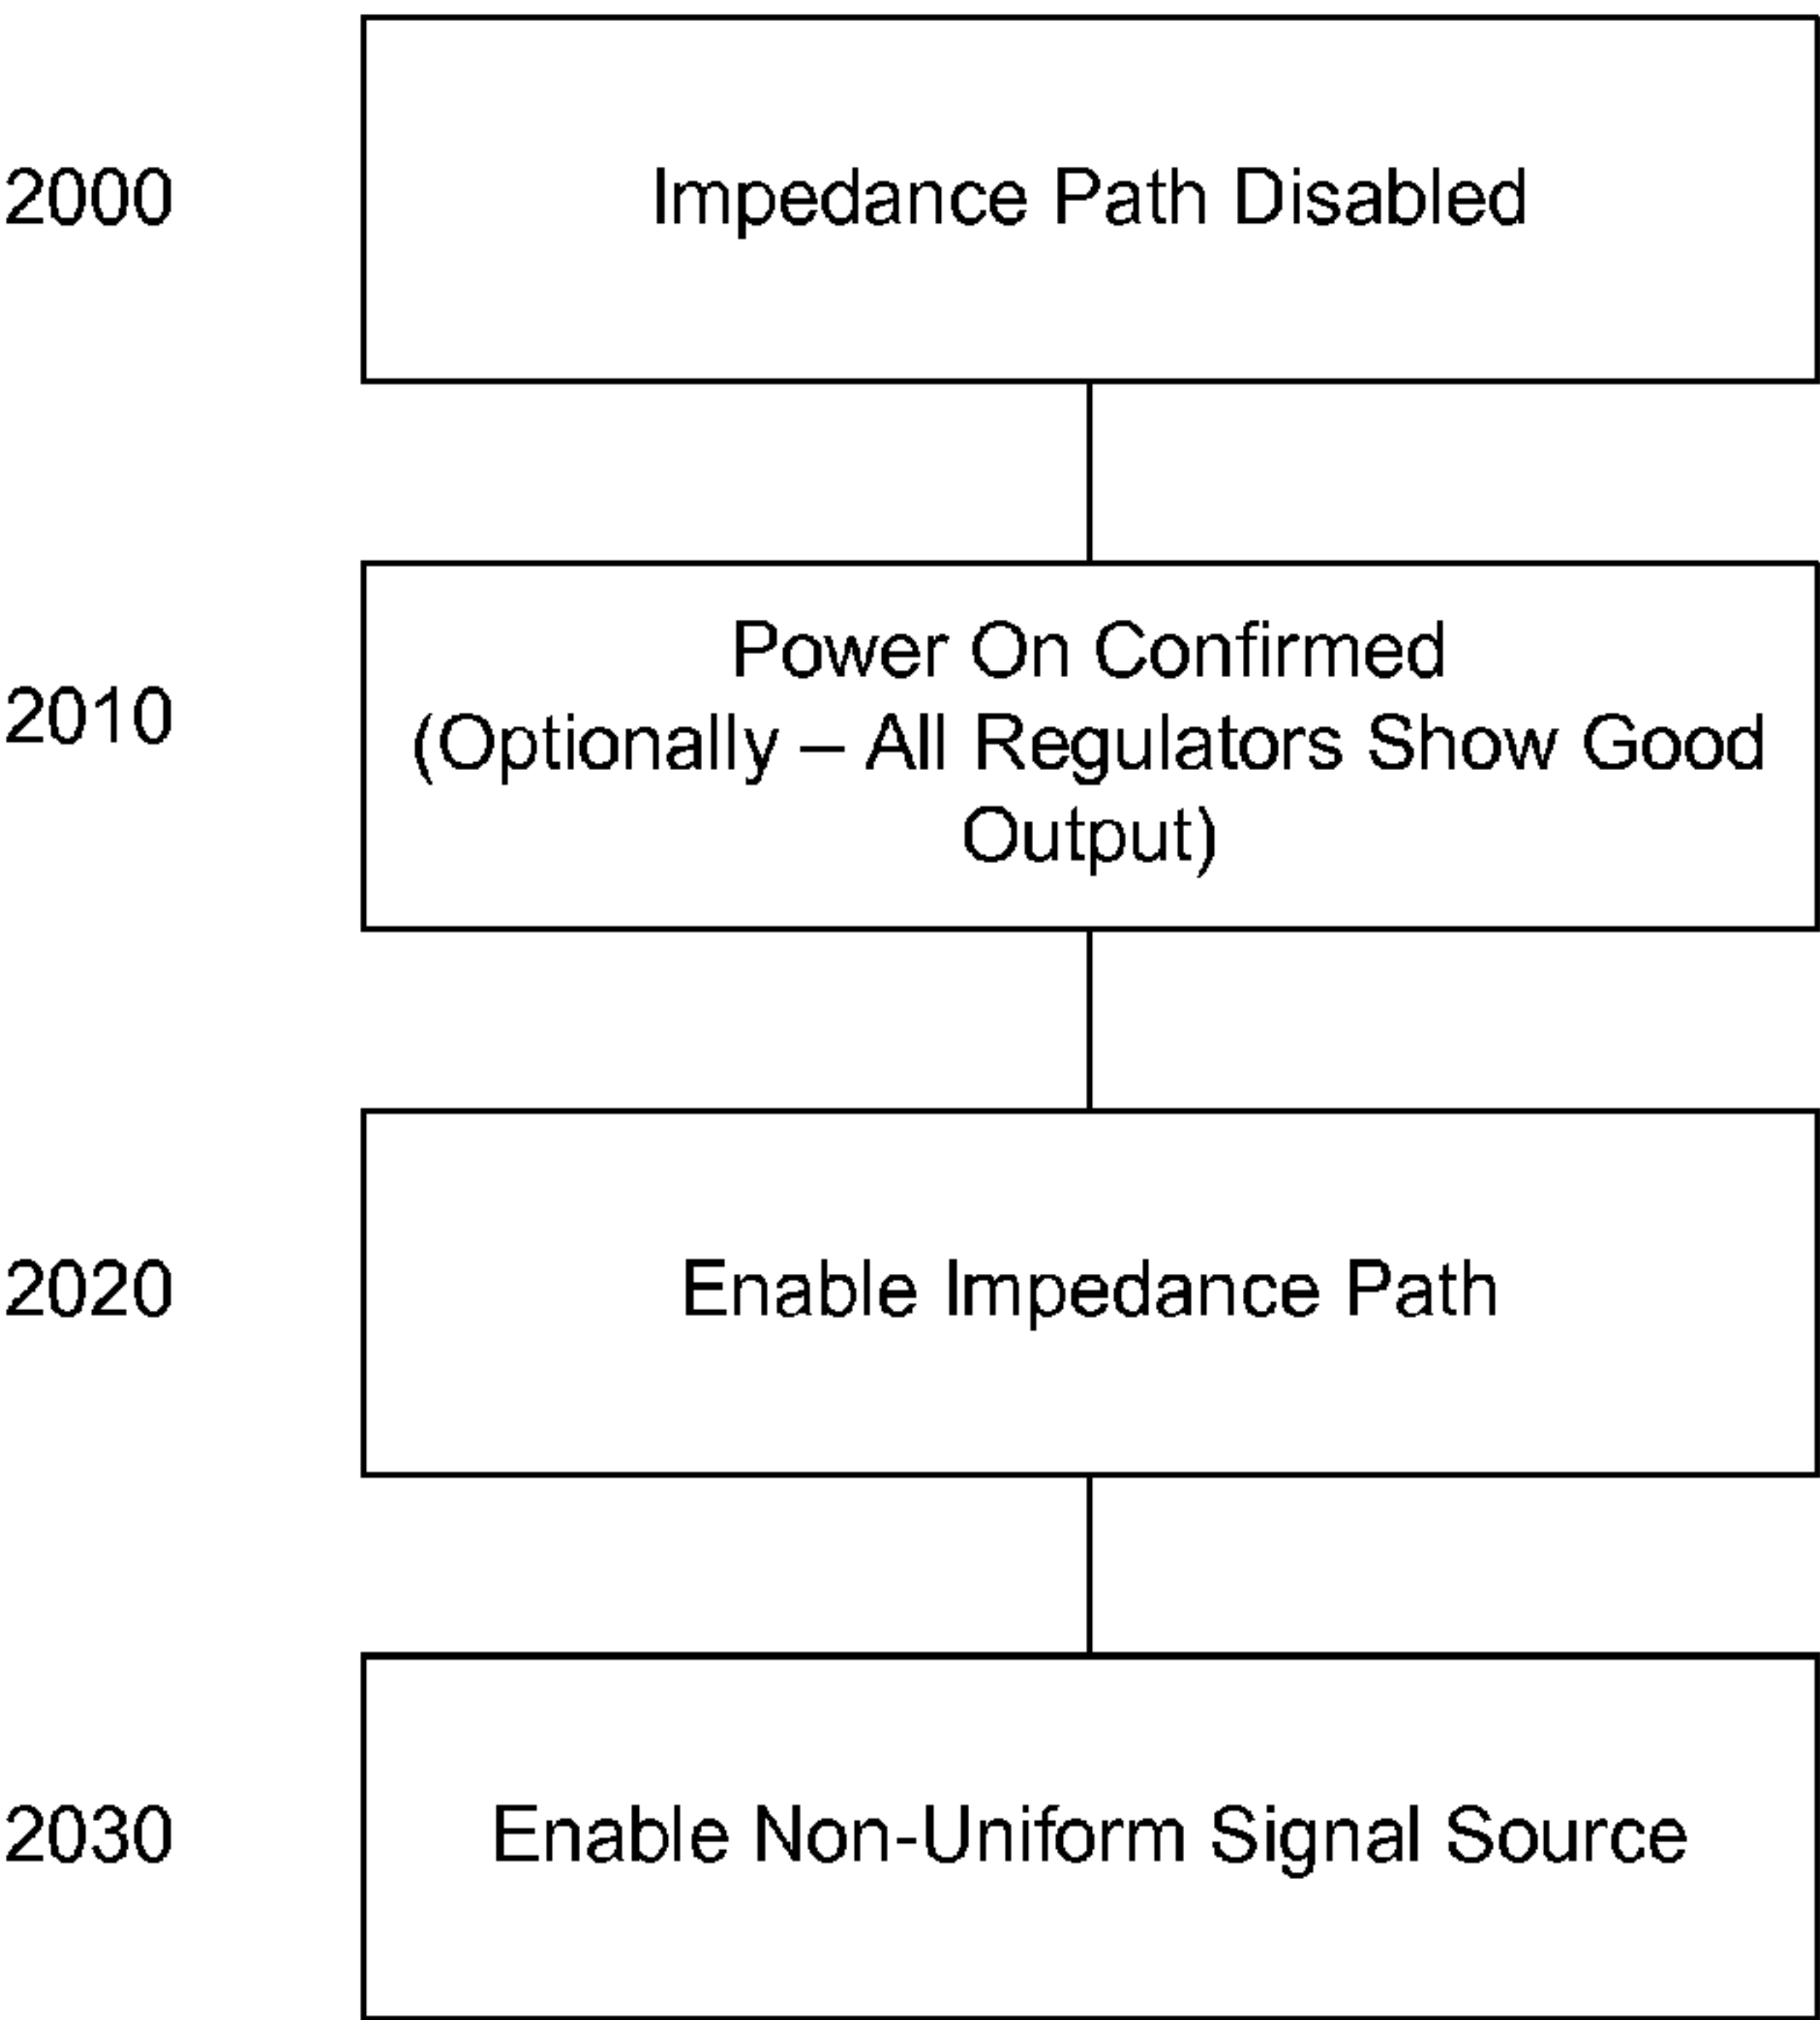 2000
Impedance Path Disabled
2010
Power On Confirmed
(Optionally – All Regulators Show Good
Output)
2020
Enable Impedance Path
2030
Enable Non-Uniform Signal Source